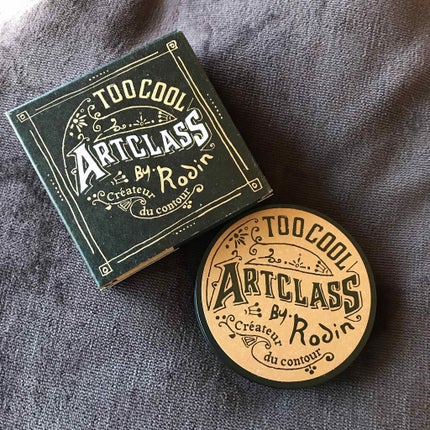 TOO COOL
ARTCLASS
By. Rodin
Créateur
du contour
TOO COOL
ARTCLASS
By. Rodin
Créateur
du contour